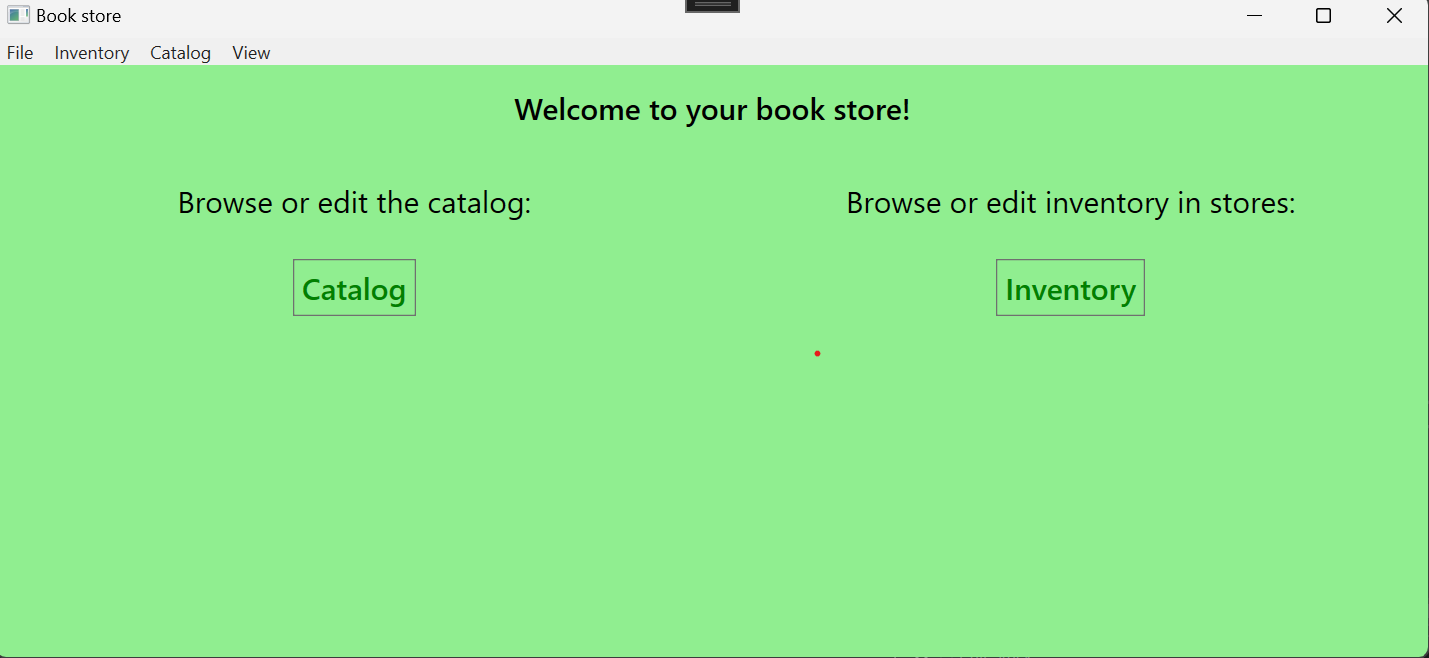 Book store
File Inventory Catalog View
Welcome to your book store!
Browse or edit the catalog:
Browse or edit inventory in stores:
Catalog
Inventory